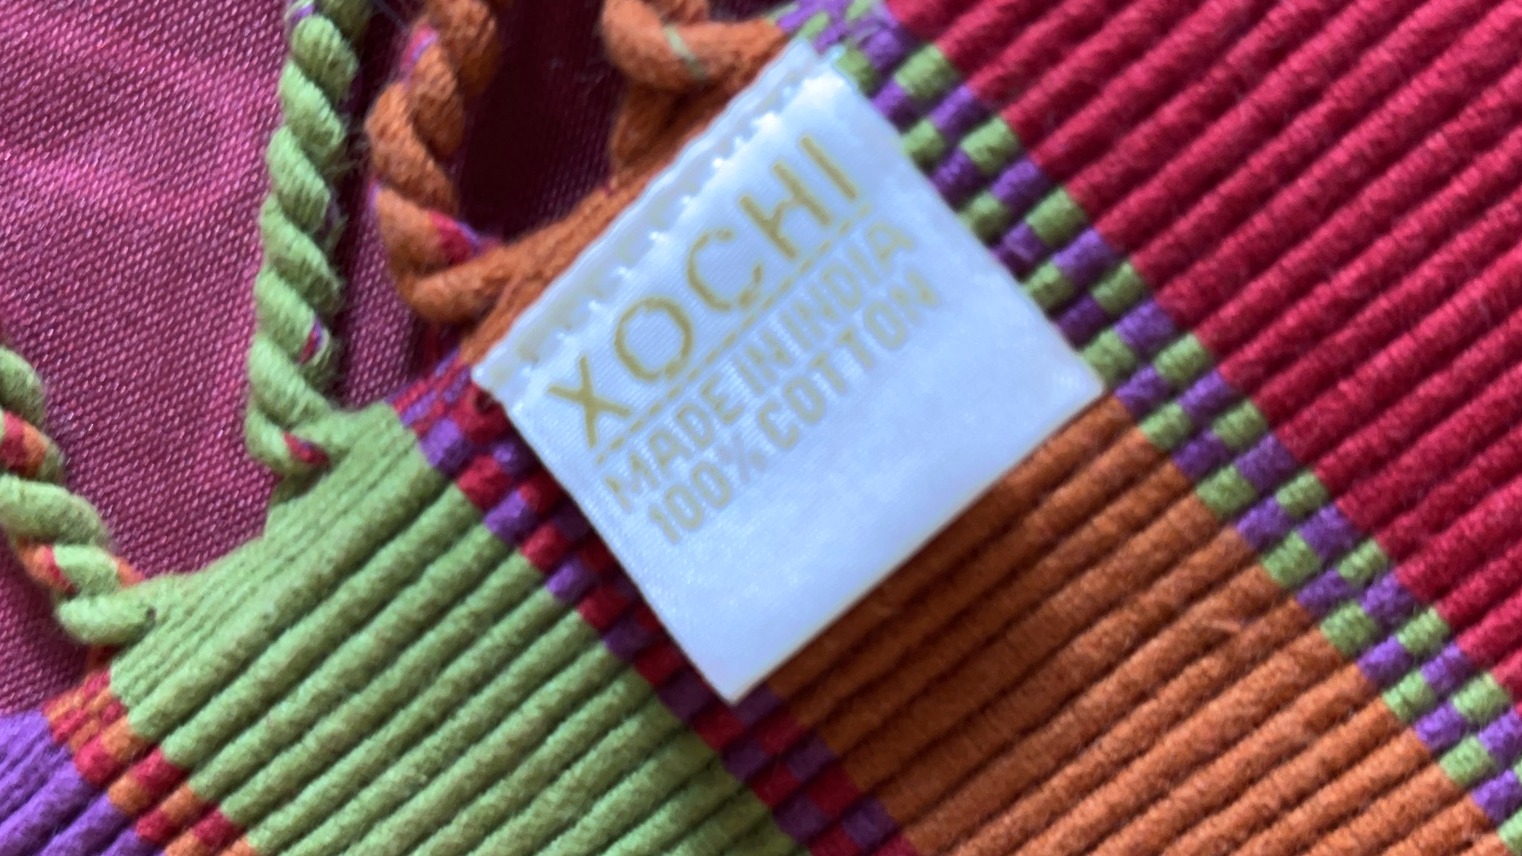 XOCHI
MADE IN INDIA
100% COTTON